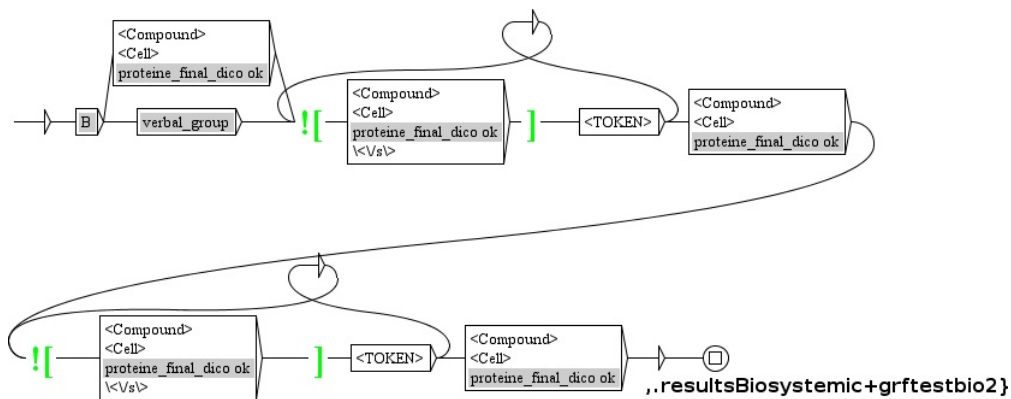 <Compound>
<Cell>
proteine_final_dico ok
B
verbal_group
![
<Compound>
<Cell>
proteine_final_dico ok
\<\/s\>
]
<TOKEN>
<Compound>
<Cell>
proteine_final_dico ok
![
<Compound>
<Cell>
proteine_final_dico ok
\<\/s\>
]
<TOKEN>
<Compound>
<Cell>
proteine_final_dico ok
,.resultsBiosystemic+grftestbio2}